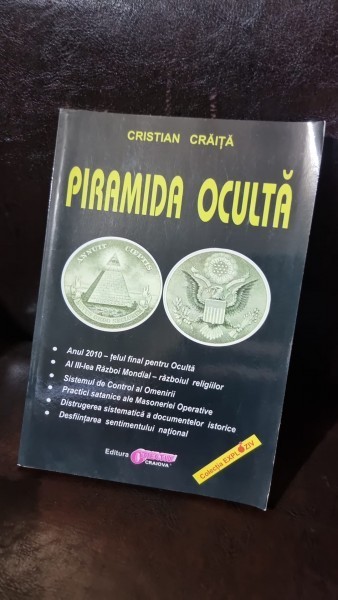 CRISTIAN CRĂIȚĂ
PIRAMIDA OCULTĂ
ANNUIT CŒPTIS
• Anul 2010 – țelul final pentru Ocultă
• Al III-lea Război Mondial – războiul religiilor
• Sistemul de Control al Omenirii
• Practici satanice ale Masoneriei Operative
• Distrugerea sistematică a documentelor istorice
• Desființarea sentimentului național
Editura
CRAIOVA
Colecția EXPLOZIV